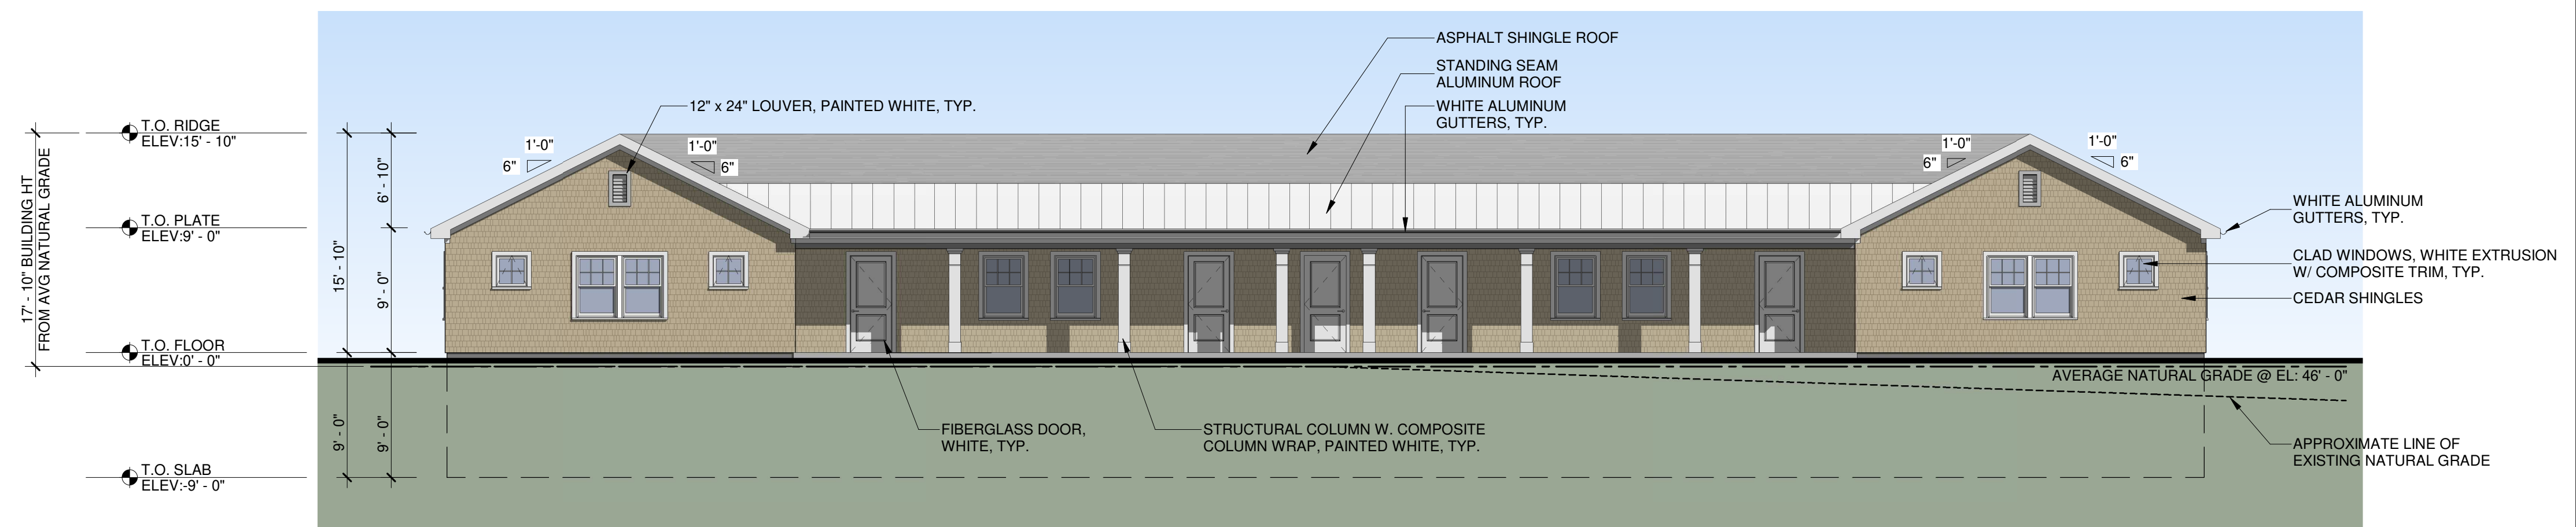 ASPHALT SHINGLE ROOF
STANDING SEAM
ALUMINUM ROOF
WHITE ALUMINUM
GUTTERS, TYP.
12" x 24" LOUVER, PAINTED WHITE, TYP.
T.O. RIDGE
ELEV:15' - 10"
1'-0"
6"
1'-0"
6"
1'-0"
6"
1'-0"
6"
17' - 10" BUILDING HT
FROM AVG NATURAL GRADE
6' - 10"
15' - 10"
9' - 0"
T.O. PLATE
ELEV:9' - 0"
WHITE ALUMINUM
GUTTERS, TYP.
CLAD WINDOWS, WHITE EXTRUSION
W/ COMPOSITE TRIM, TYP.
CEDAR SHINGLES
T.O. FLOOR
ELEV:0' - 0"
AVERAGE NATURAL GRADE @ EL: 46' - 0"
9' - 0"
9' - 0"
FIBERGLASS DOOR,
WHITE, TYP.
STRUCTURAL COLUMN W. COMPOSITE
COLUMN WRAP, PAINTED WHITE, TYP.
APPROXIMATE LINE OF
EXISTING NATURAL GRADE
T.O. SLAB
ELEV:-9' - 0"